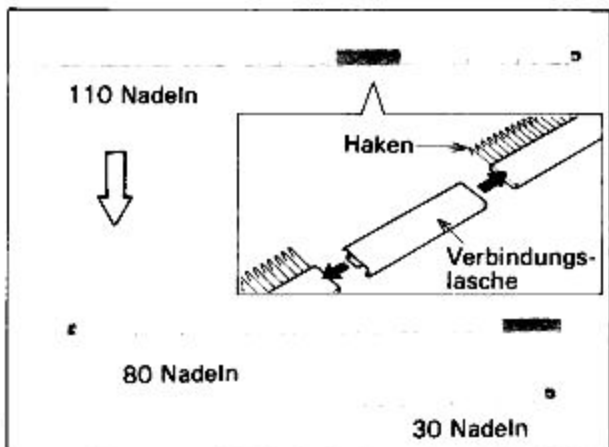 110 Nadeln
Haken
Verbindungs-
lasche
80 Nadeln
30 Nadeln